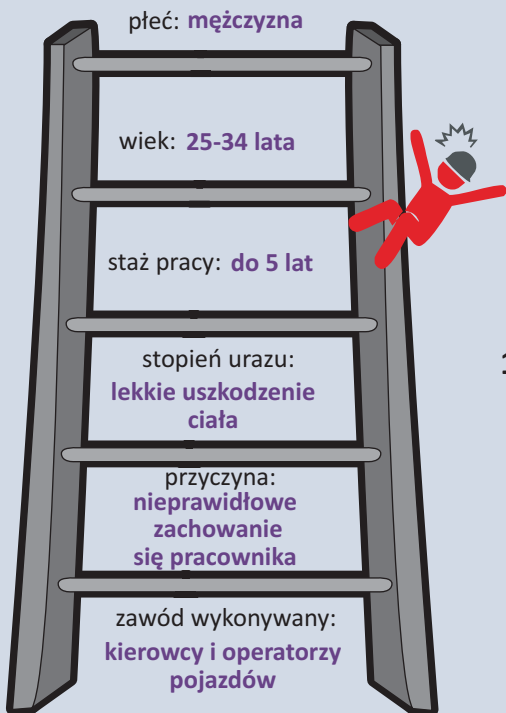 płeć: mężczyzna
wiek: 25-34 lata
staż pracy: do 5 lat
stopień urazu:
lekkie uszkodzenie
ciała
przyczyna:
nieprawidłowe
zachowanie
się pracownika
zawód wykonywany:
kierowcy i operatorzy
pojazdów